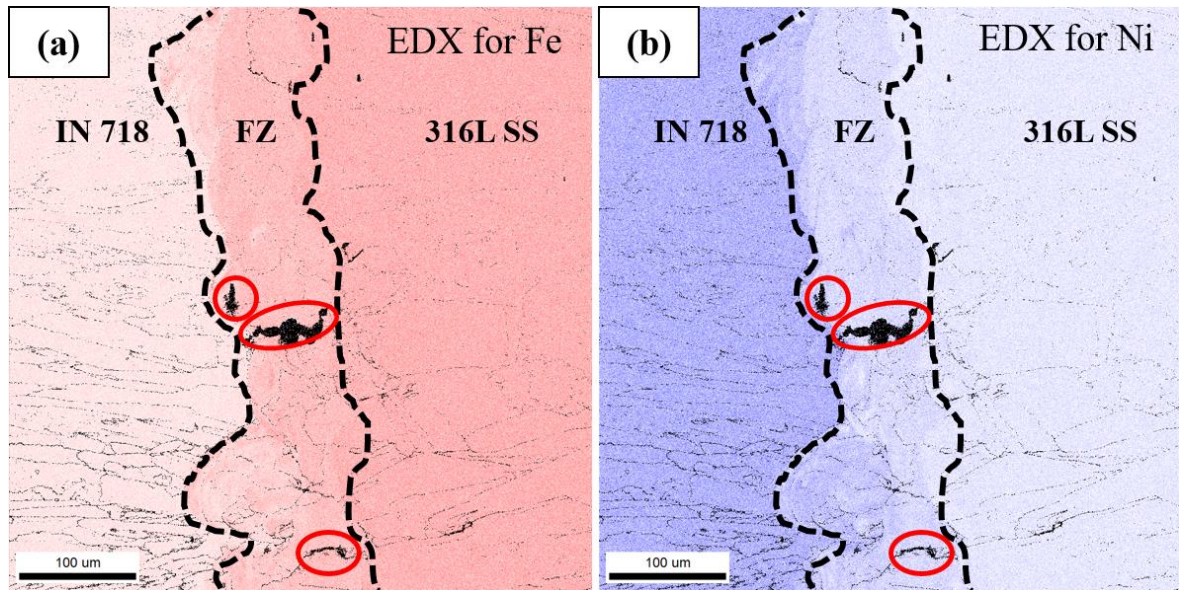 (a)
EDX for Fe
IN 718
FZ
316L SS
100 um
(b)
EDX for Ni
IN 718
FZ
316L SS
100 um